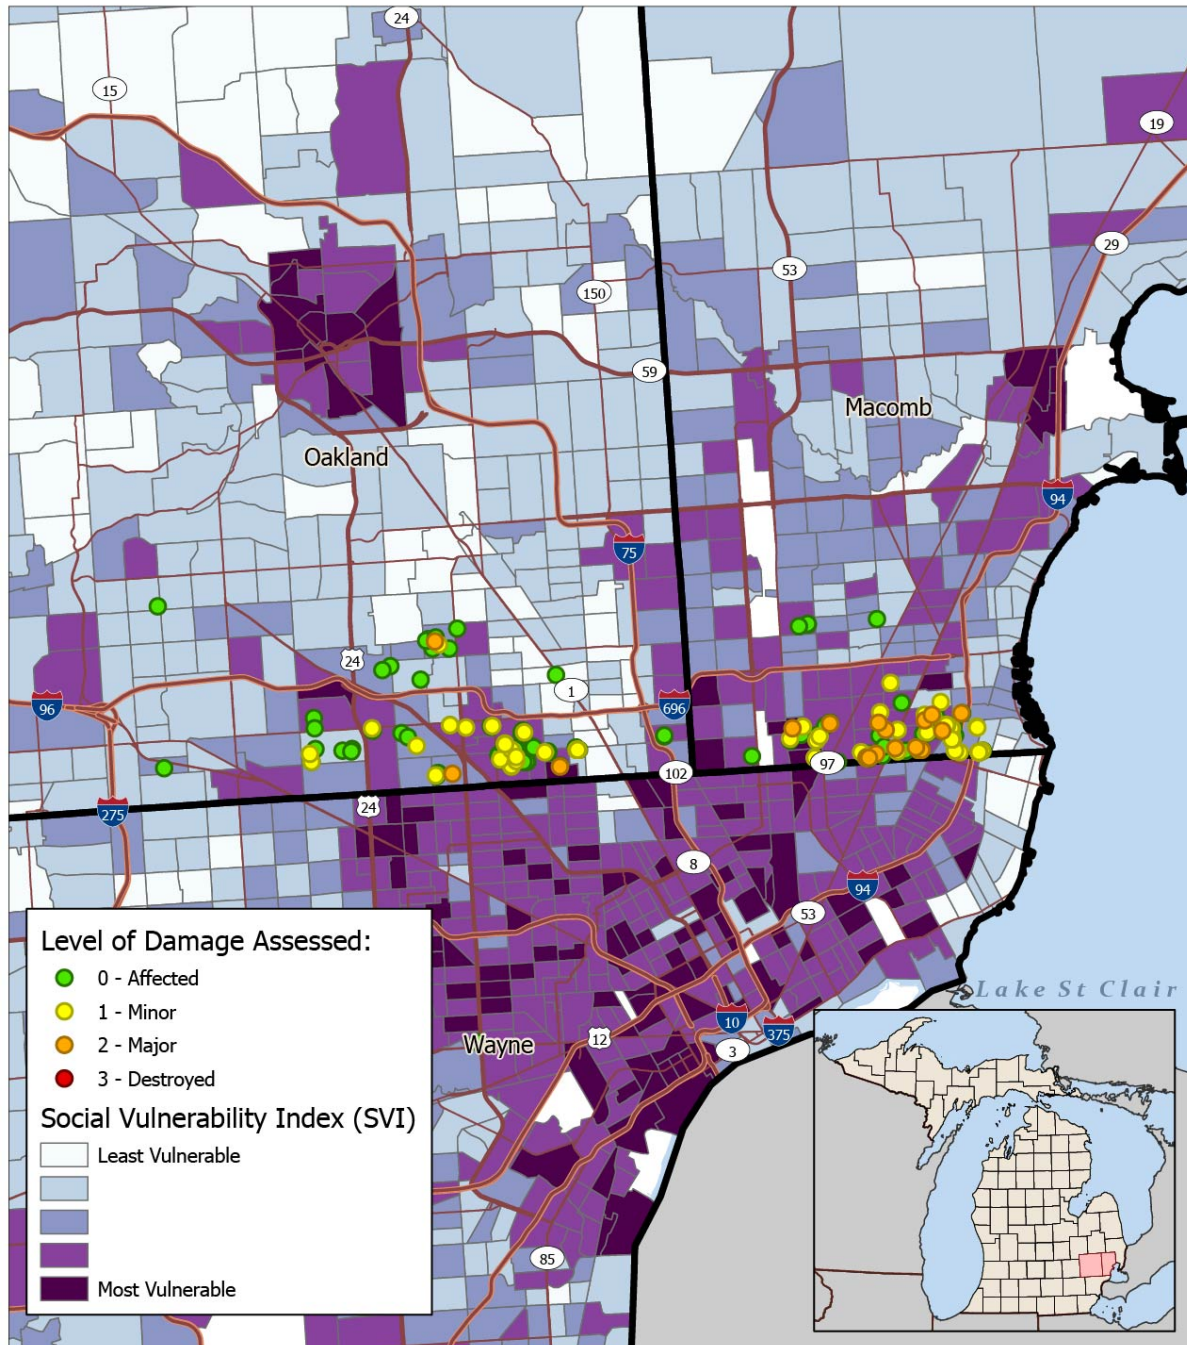 24
15
19
29
53
150
59
Macomb
Oakland
94
75
24
1
96
696
97
102
275
24
8
94
53
Level of Damage Assessed:
0 - Affected
1 - Minor
2 - Major
3 - Destroyed
Social Vulnerability Index (SVI)
Least Vulnerable
Most Vulnerable
Lake St Clair
10
375
12
3
Wayne
85